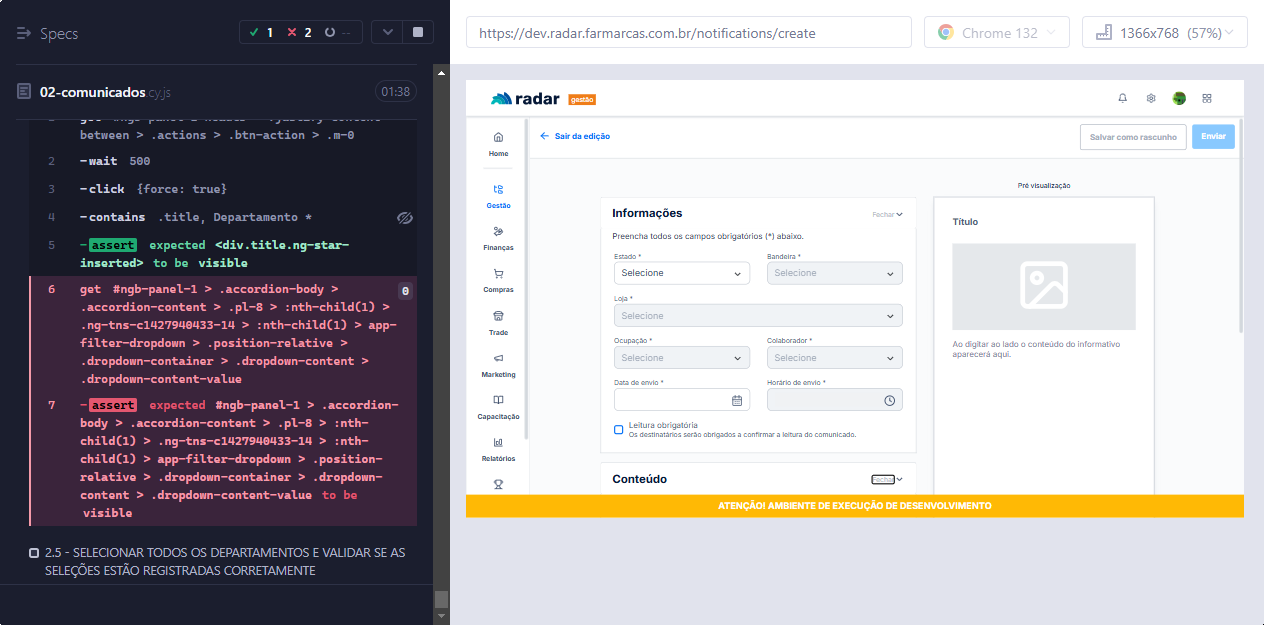 Specs
1
2
--
02-comunicados.cy.js
01:38
between > .actions > .btn-action > .m-0
2 -wait 500
3 -click {force: true}
4 -contains .title, Departamento *
5 -assert expected <div.title.ng-star-
inserted> to be visible
6 get #ngb-panel-1 > .accordion-body > 0
.accordion-content > .pl-8 > :nth-child(1) >
.ng-tns-c1427940433-14 > :nth-child(1) > app-
filter-dropdown > .position-relative >
.dropdown-container > .dropdown-content >
.dropdown-content-value
7 -assert expected #ngb-panel-1 > .accordion-
body > .accordion-content > .pl-8 > :nth-
child(1) > .ng-tns-c1427940433-14 > :nth-
child(1) > app-filter-dropdown > .position-
relative > .dropdown-container > .dropdown-
content > .dropdown-content-value to be
visible
2.5 - SELECIONAR TODOS OS DEPARTAMENTOS E VALIDAR SE AS
SELEÇÕES ESTÃO REGISTRADAS CORRETAMENTE
https://dev.radar.farmarcas.com.br/notifications/create
Chrome 132
1366x768 (57%)
radar gestão
Home
Gestão
Finanças
Compras
Trade
Marketing
Capacitação
Relatórios
Sair da edição
Salvar como rascunho
Enviar
Informações
Fechar
Preencha todos os campos obrigatórios (*) abaixo.
Estado *
Bandeira *
Selecione
Selecione
Loja *
Selecione
Ocupação *
Colaborador *
Selecione
Selecione
Data de envio *
Horário de envio *
Leitura obrigatória
Os destinatários serão obrigados a confirmar a leitura do comunicado.
Conteúdo
Fechar
Pré visualização
Título
Ao digitar ao lado o conteúdo do informativo
aparecerá aqui.
ATENÇÃO! AMBIENTE DE EXECUÇÃO DE DESENVOLVIMENTO